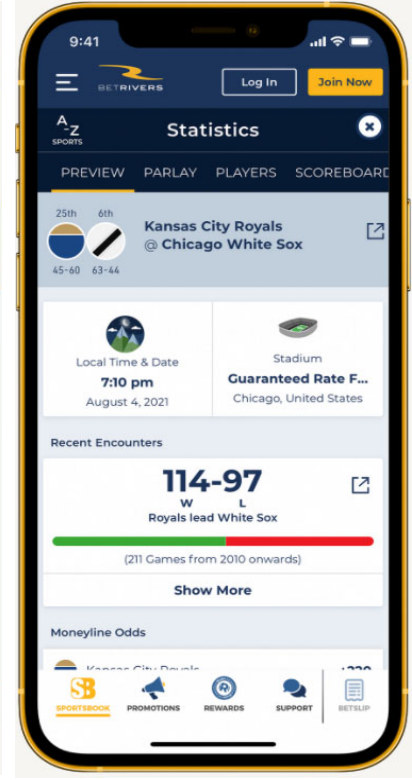 9:41
BETRIVERS
Log In
Join Now
A-Z
SPORTS
Statistics
PREVIEW PARLAY PLAYERS SCOREBOARD
25th 6th
45-60 63-44
Kansas City Royals
@ Chicago White Sox
Local Time & Date
7:10 pm
August 4, 2021
Stadium
Guaranteed Rate F...
Chicago, United States
Recent Encounters
114-97
W L
Royals lead White Sox
(211 Games from 2010 onwards)
Show More
Moneyline Odds
Kansas City Royals
SB
SPORTSBOOK
PROMOTIONS
R
REWARDS
SUPPORT
BETSLIP